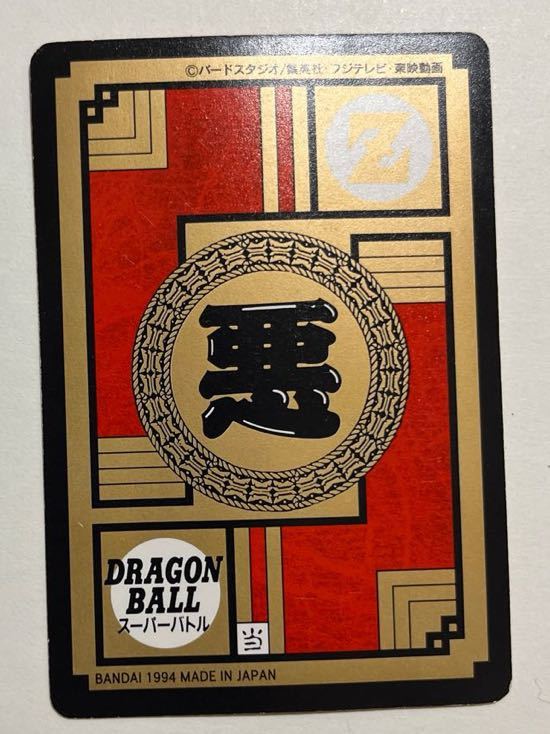 ©バードスタジオ/集英社・フジテレビ・東映動画
Z
悪
DRAGON
BALL
スーパーバトル
当
BANDAI 1994 MADE IN JAPAN